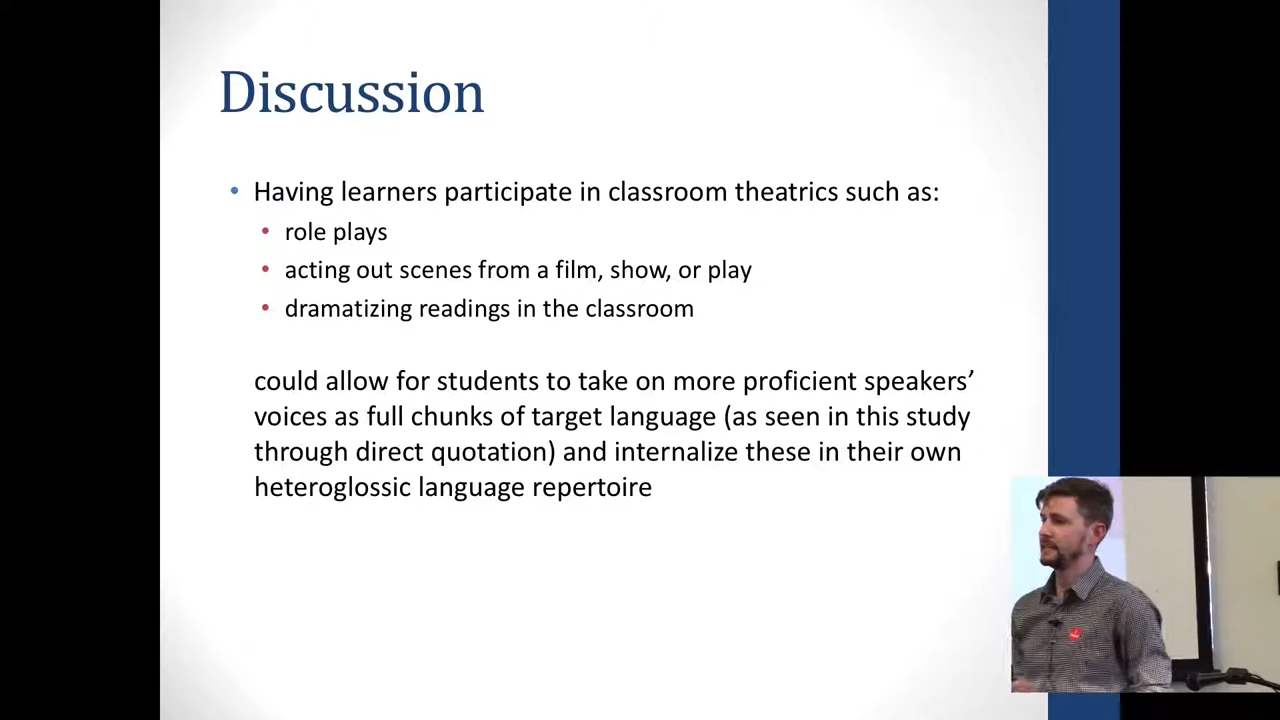 Discussion
• Having learners participate in classroom theatrics such as:
• role plays
• acting out scenes from a film, show, or play
• dramatizing readings in the classroom
could allow for students to take on more proficient speakers’
voices as full chunks of target language (as seen in this study
through direct quotation) and internalize these in their own
heteroglossic language repertoire